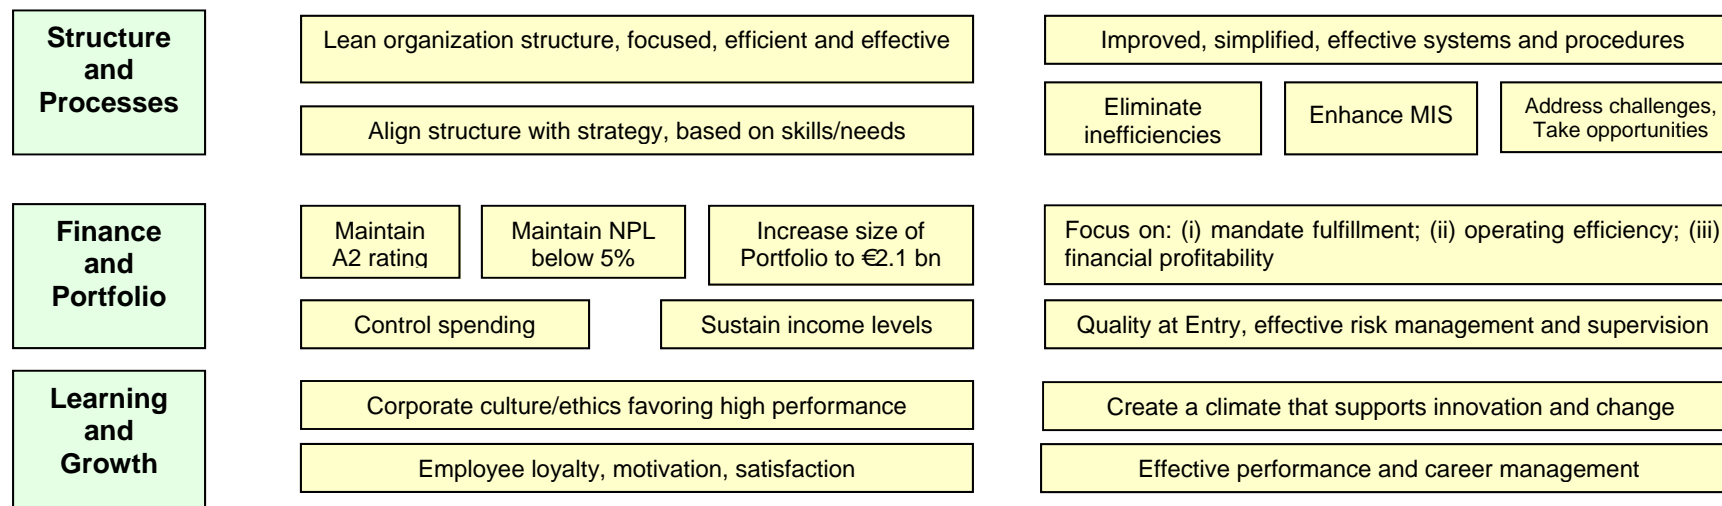 Structure
and
Processes
Lean organization structure, focused, efficient and effective
Align structure with strategy, based on skills/needs
Improved, simplified, effective systems and procedures
Eliminate
inefficiencies
Enhance MIS
Address challenges,
Take opportunities
Finance
and
Portfolio
Maintain
A2 rating
Maintain NPL
below 5%
Increase size of
Portfolio to €2.1 bn
Control spending
Sustain income levels
Focus on: (i) mandate fulfillment; (ii) operating efficiency; (iii)
financial profitability
Quality at Entry, effective risk management and supervision
Learning
and
Growth
Corporate culture/ethics favoring high performance
Employee loyalty, motivation, satisfaction
Create a climate that supports innovation and change
Effective performance and career management